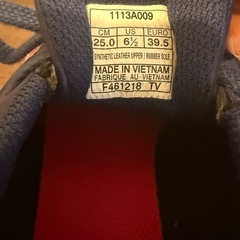 1113A009
CM US EURO
25.0 6½ 39.5
SYNTHETIC LEATHER UPPER / RUBBER SOLE
MADE IN VIETNAM
FABRIQUE AU VIETNAM
F461218 TV